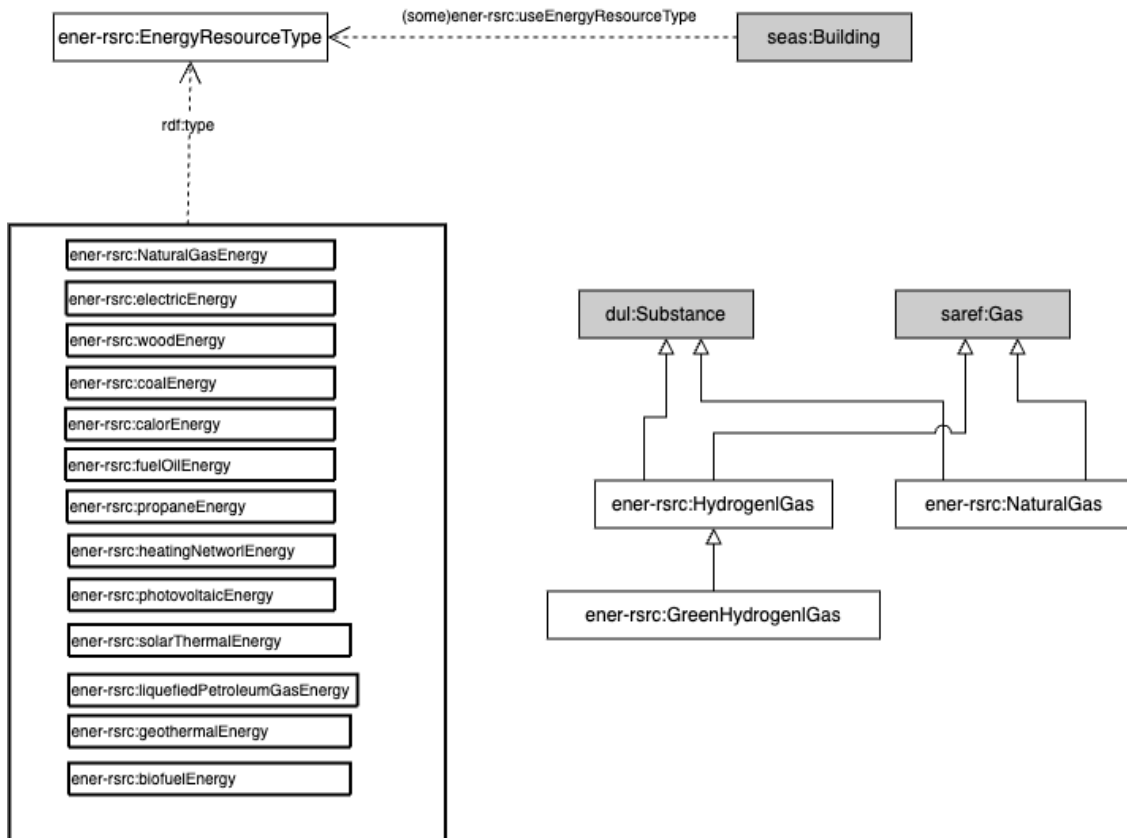 (some)ener-rsrc:useEnergyResourceType
ener-rsrc:EnergyResourceType
seas:Building
rdf:type
ener-rsrc:NaturalGasEnergy
ener-rsrc:electricEnergy
ener-rsrc:woodEnergy
ener-rsrc:coalEnergy
ener-rsrc:calorEnergy
ener-rsrc:fuelOilEnergy
ener-rsrc:propaneEnergy
ener-rsrc:heatingNetworlEnergy
ener-rsrc:photovoltaicEnergy
ener-rsrc:solarThermalEnergy
ener-rsrc:liquefiedPetroleumGasEnergy
ener-rsrc:geothermalEnergy
ener-rsrc:biofuelEnergy
dul:Substance
saref:Gas
ener-rsrc:HydrogenlGas
ener-rsrc:NaturalGas
ener-rsrc:GreenHydrogenlGas